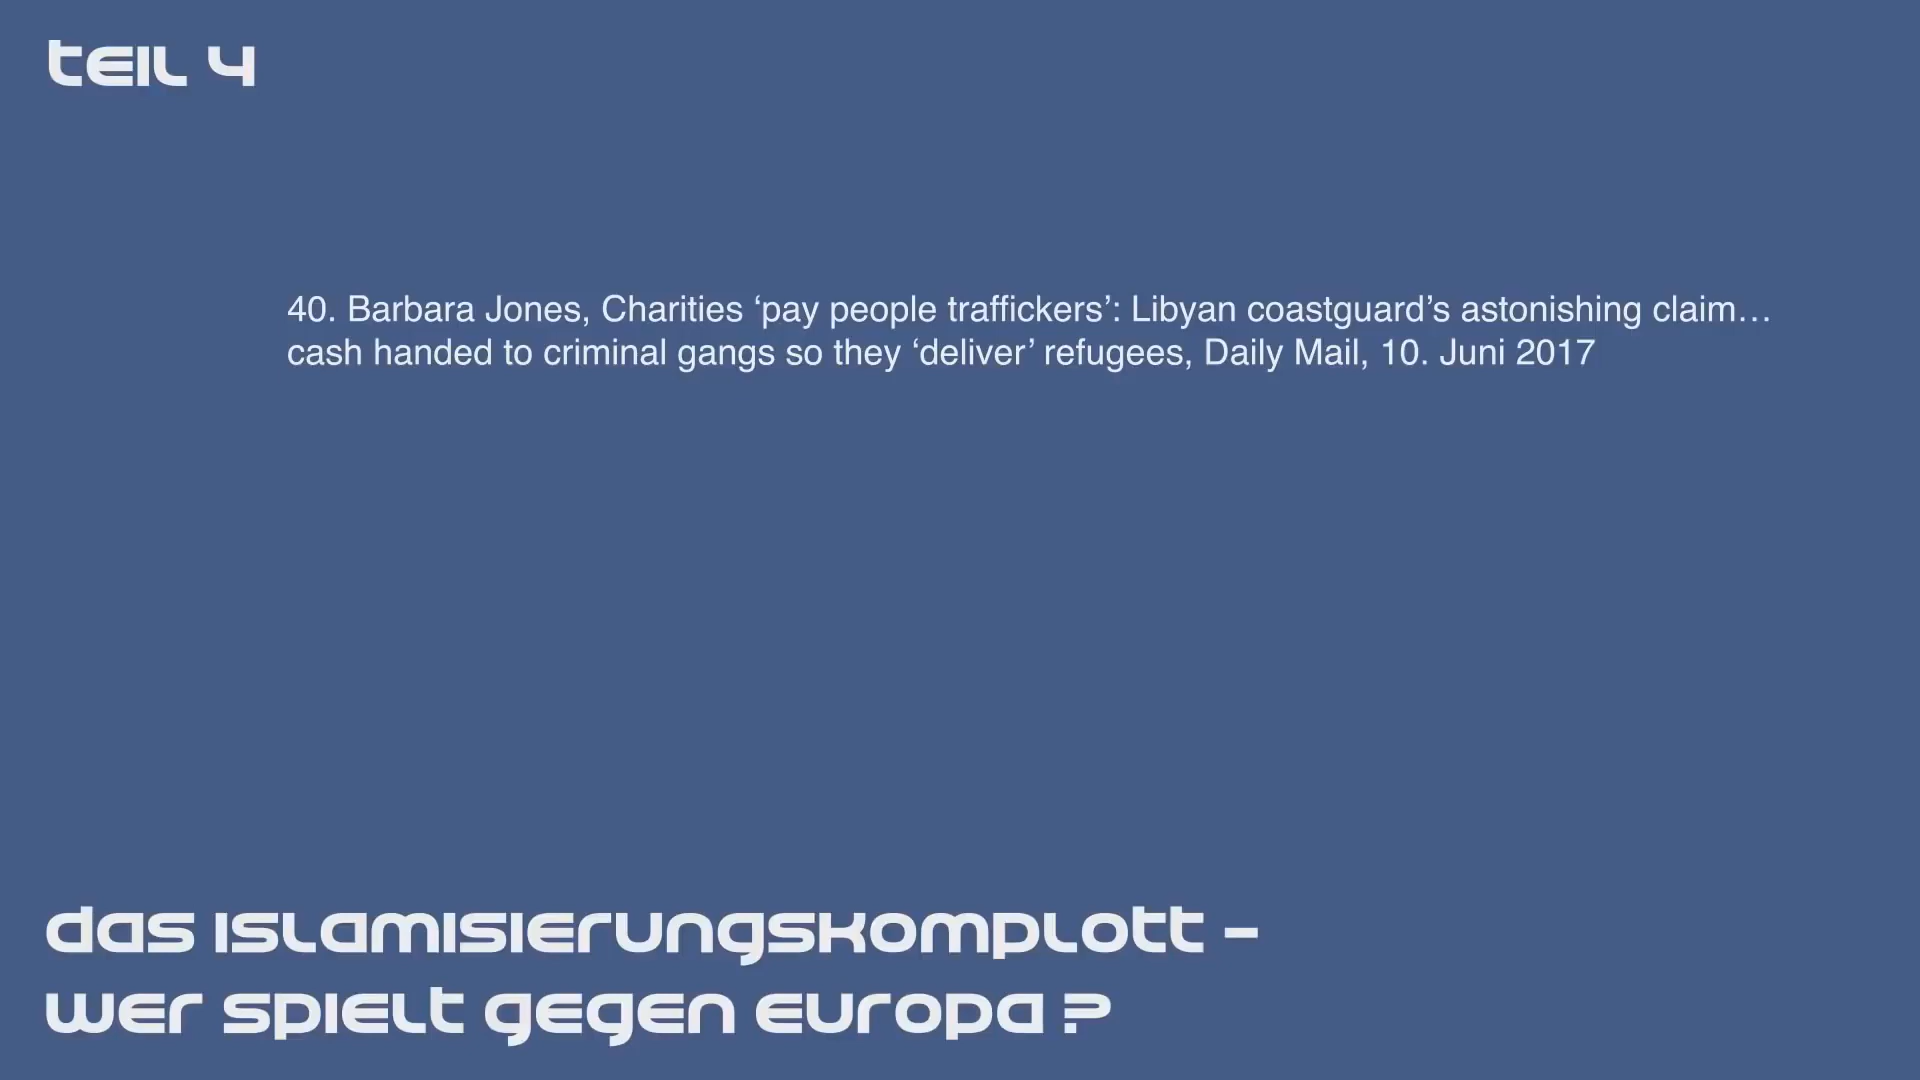 Teil 4
40. Barbara Jones, Charities ‘pay people traffickers’: Libyan coastguard’s astonishing claim…
cash handed to criminal gangs so they ‘deliver’ refugees, Daily Mail, 10. Juni 2017
das Islamisierungskomplott –
wer spielt gegen Europa ?